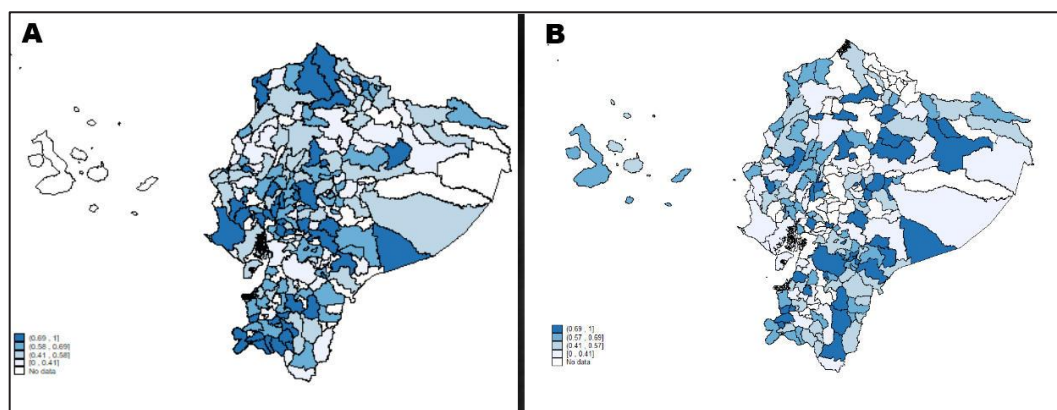 A
(0.69 , 1]
(0.58 , 0.69]
(0.41 , 0.58]
[0 , 0.41]
No data
B
(0.69 , 1]
(0.57 , 0.69]
(0.41 , 0.57]
[0 , 0.41]
No data